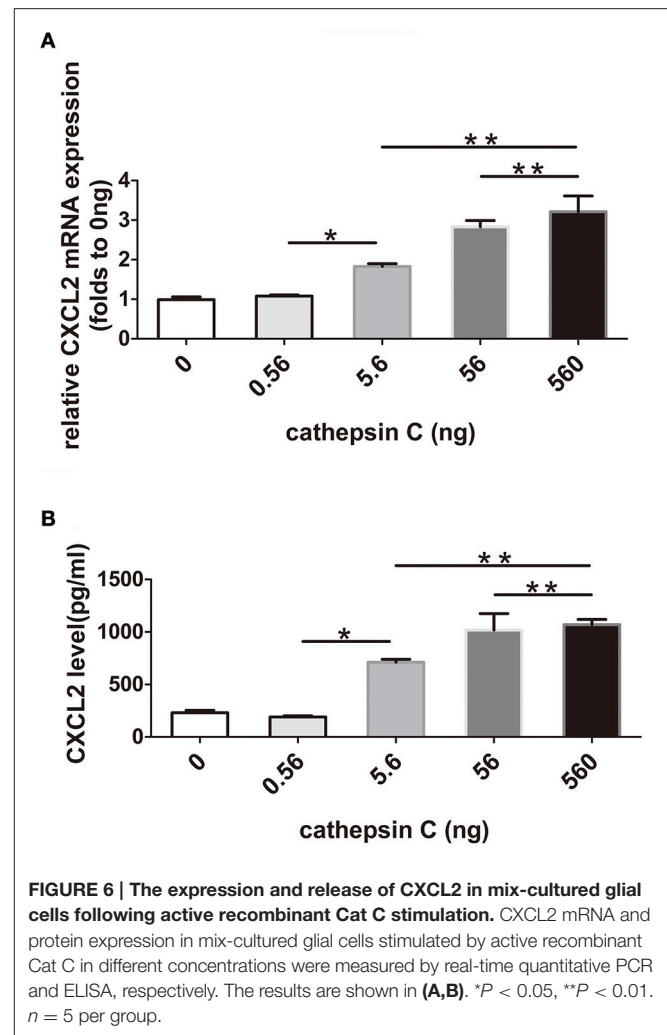 A
relative CXCL2 mRNA expression
(folds to 0ng)
4
3
2
1
0
*
**
**
0
0.56
5.6
56
560
cathepsin C (ng)
B
CXCL2 level(pg/ml)
1500
1000
500
0
*
**
**
0
0.56
5.6
56
560
cathepsin C (ng)
FIGURE 6 | The expression and release of CXCL2 in mix-cultured glial
cells following active recombinant Cat C stimulation. CXCL2 mRNA and
protein expression in mix-cultured glial cells stimulated by active recombinant
Cat C in different concentrations were measured by real-time quantitative PCR
and ELISA, respectively. The results are shown in (A,B). *P < 0.05, **P < 0.01.
n = 5 per group.